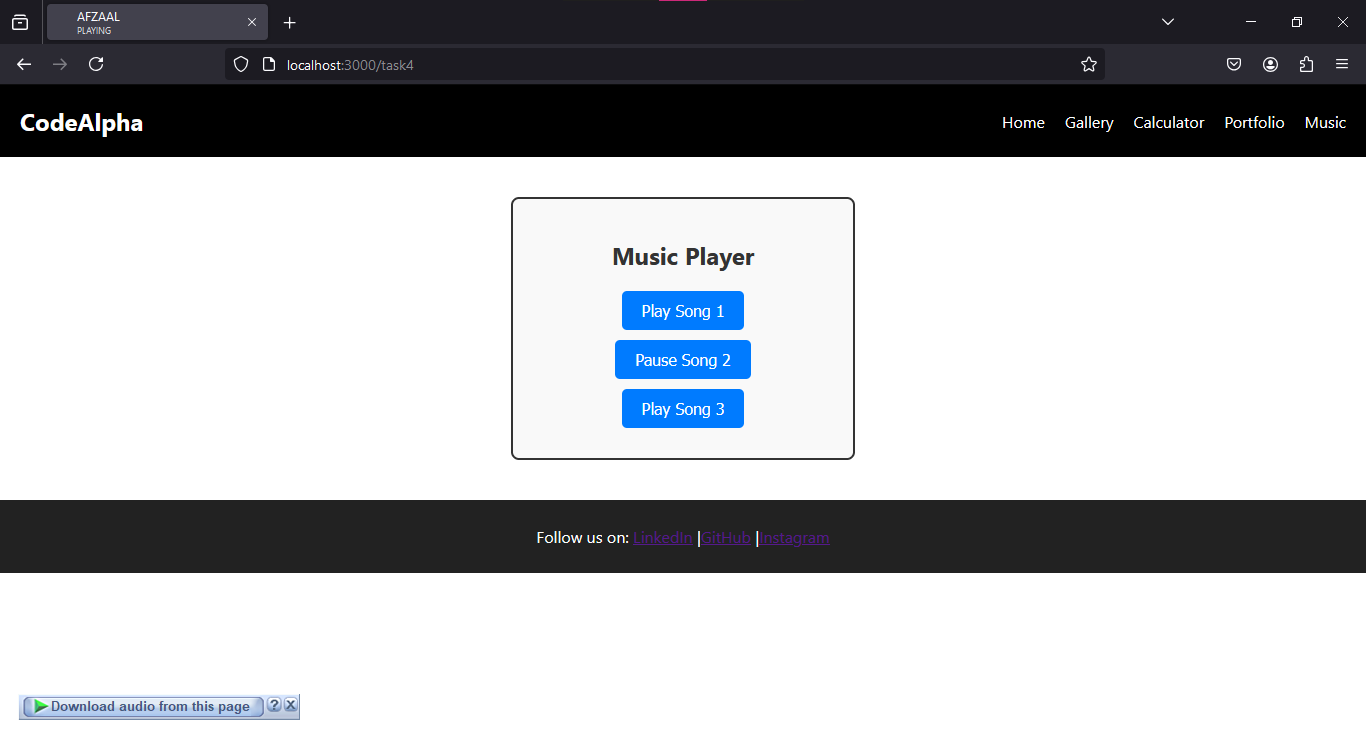 AFZAAL
PLAYING
localhost:3000/task4
CodeAlpha
Home Gallery Calculator Portfolio Music
Music Player
Play Song 1
Pause Song 2
Play Song 3
Follow us on: LinkedIn |GitHub |Instagram
Download audio from this page ?